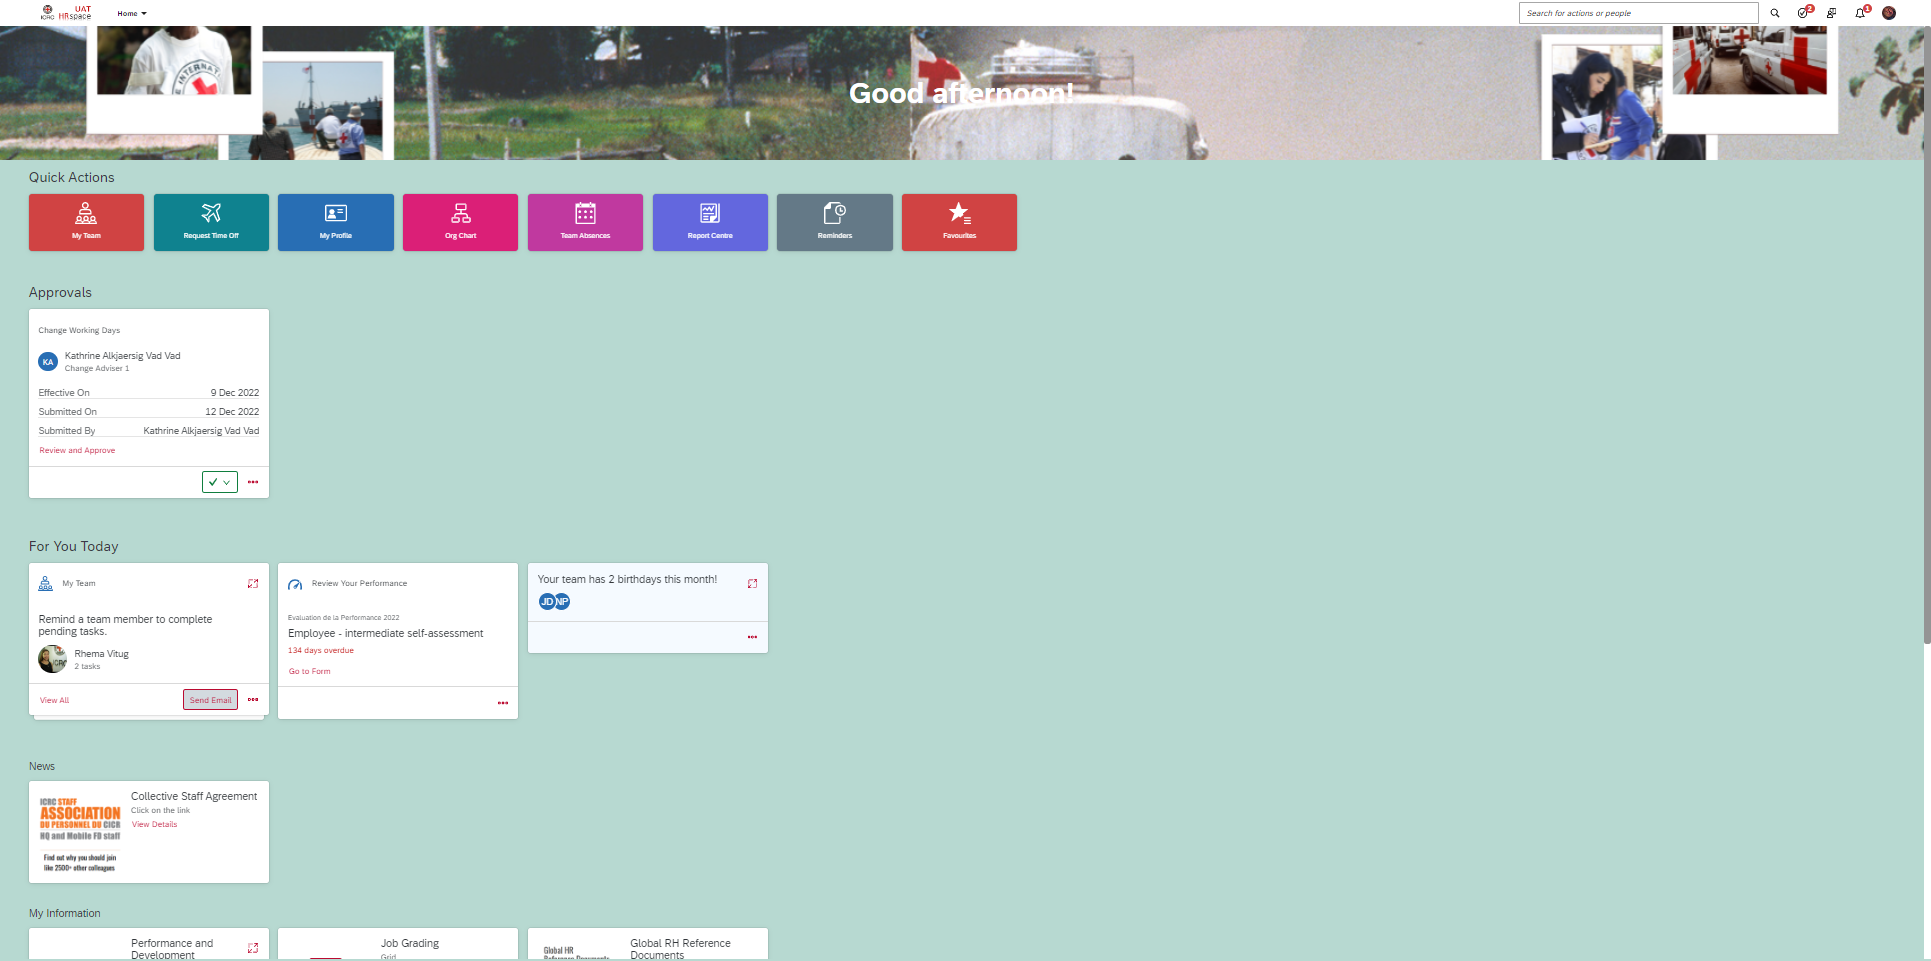 ICRC
UAT
HRspace
Home
Search for actions or people
2
1
INTERNAT
Good afternoon!
Quick Actions
My Team
Request Time Off
My Profile
Org Chart
Team Absences
Report Centre
Reminders
Favourites
Approvals
Change Working Days
KA
Kathrine Alkjaersig Vad Vad
Change Adviser 1
Effective On 9 Dec 2022
Submitted On 12 Dec 2022
Submitted By Kathrine Alkjaersig Vad Vad
Review and Approve
For You Today
My Team
Remind a team member to complete
pending tasks.
Rhema Vitug
2 tasks
View All
Send Email
Review Your Performance
Evaluation de la Performance 2022
Employee - intermediate self-assessment
134 days overdue
Go to Form
Your team has 2 birthdays this month!
JD NP
News
ICRC STAFF
ASSOCIATION
DU PERSONNEL DU CICR
HQ and Mobile FD staff
Find out why you should join
like 2500+ other colleagues
Collective Staff Agreement
Click on the link
View Details
My Information
Performance and
Development
Job Grading
Grid
Global HR
Reference Documents
Global RH Reference
Documents